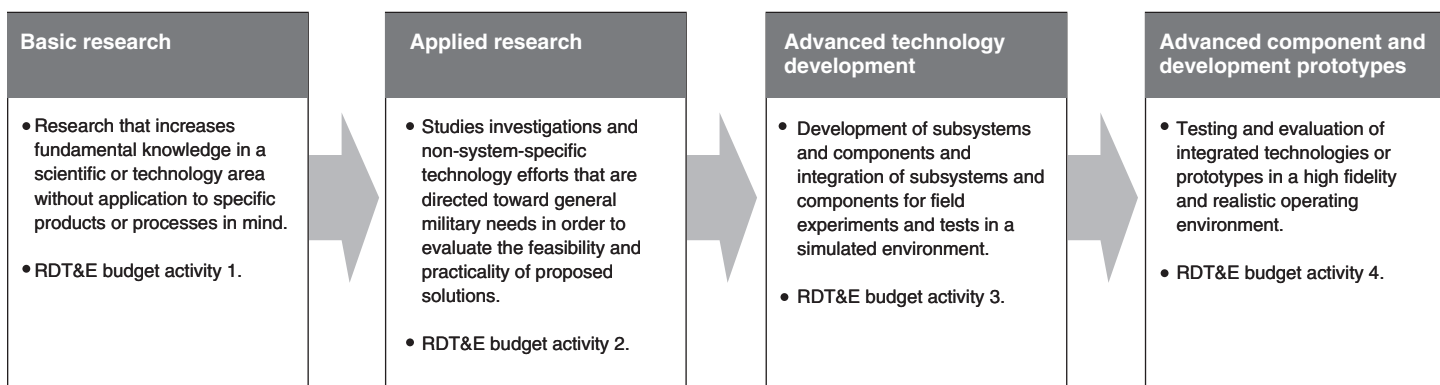 Basic research
• Research that increases
fundamental knowledge in a
scientific or technology area
without application to specific
products or processes in mind.
• RDT&E budget activity 1.
Applied research
• Studies investigations and
non-system-specific
technology efforts that are
directed toward general
military needs in order to
evaluate the feasibility and
practicality of proposed
solutions.
• RDT&E budget activity 2.
Advanced technology
development
• Development of subsystems
and components and
integration of subsystems and
components for field
experiments and tests in a
simulated environment.
• RDT&E budget activity 3.
Advanced component and
development prototypes
• Testing and evaluation of
integrated technologies or
prototypes in a high fidelity
and realistic operating
environment.
• RDT&E budget activity 4.